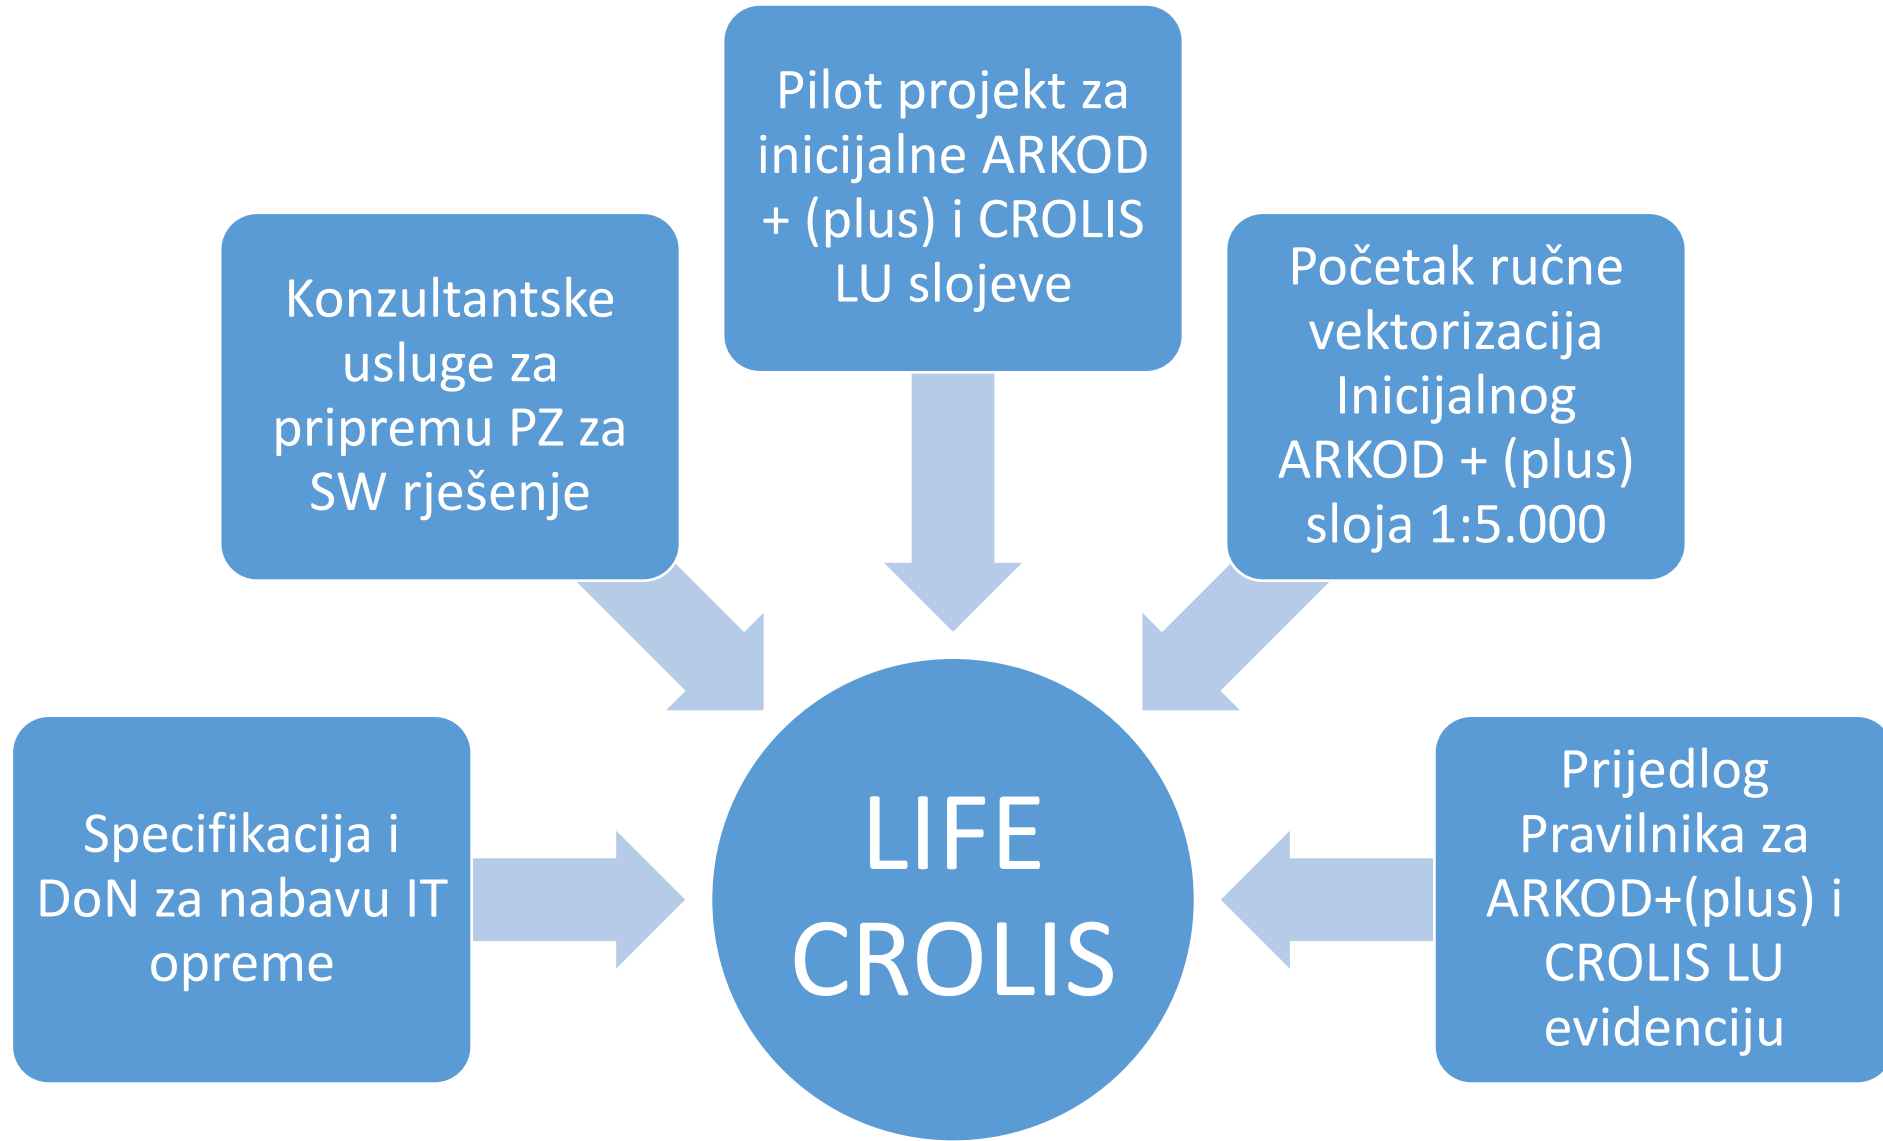 Pilot projekt za
inicijalne ARKOD
+ (plus) i CROLIS
LU slojeve
Konzultantske
usluge za
pripremu PZ za
SW rješenje
Početak ručne
vektorizacija
Inicijalnog
ARKOD + (plus)
sloja 1:5.000
Specifikacija i
DoN za nabavu IT
opreme
LIFE
CROLIS
Prijedlog
Pravilnika za
ARKOD+(plus) i
CROLIS LU
evidenciju